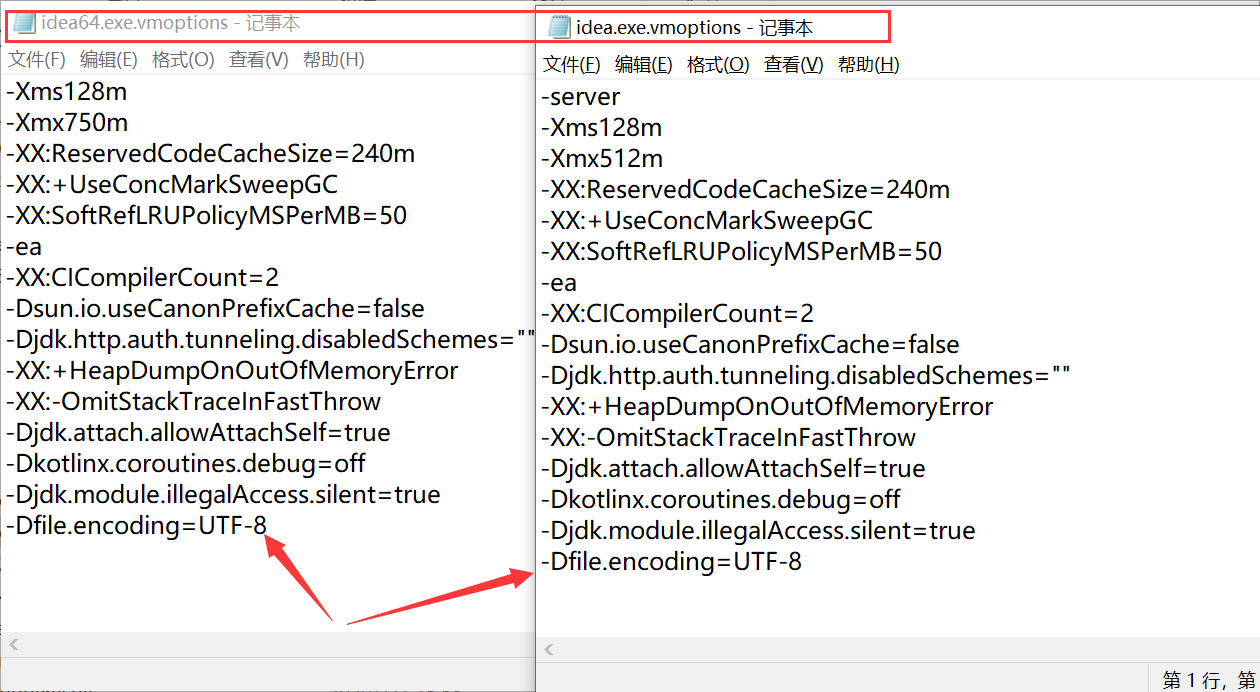 idea64.exe.vmoptions - 记事本
文件(F) 编辑(E) 格式(O) 查看(V) 帮助(H)
-Xms128m
-Xmx750m
-XX:ReservedCodeCacheSize=240m
-XX:+UseConcMarkSweepGC
-XX:SoftRefLRUPolicyMSPerMB=50
-ea
-XX:CICompilerCount=2
-Dsun.io.useCanonPrefixCache=false
-Djdk.http.auth.tunneling.disabledSchemes=""
-XX:+HeapDumpOnOutOfMemoryError
-XX:-OmitStackTraceInFastThrow
-Djdk.attach.allowAttachSelf=true
-Dkotlinx.coroutines.debug=off
-Djdk.module.illegalAccess.silent=true
-Dfile.encoding=UTF-8
idea.exe.vmoptions - 记事本
文件(F) 编辑(E) 格式(O) 查看(V) 帮助(H)
-server
-Xms128m
-Xmx512m
-XX:ReservedCodeCacheSize=240m
-XX:+UseConcMarkSweepGC
-XX:SoftRefLRUPolicyMSPerMB=50
-ea
-XX:CICompilerCount=2
-Dsun.io.useCanonPrefixCache=false
-Djdk.http.auth.tunneling.disabledSchemes=""
-XX:+HeapDumpOnOutOfMemoryError
-XX:-OmitStackTraceInFastThrow
-Djdk.attach.allowAttachSelf=true
-Dkotlinx.coroutines.debug=off
-Djdk.module.illegalAccess.silent=true
-Dfile.encoding=UTF-8
第 1 行，第